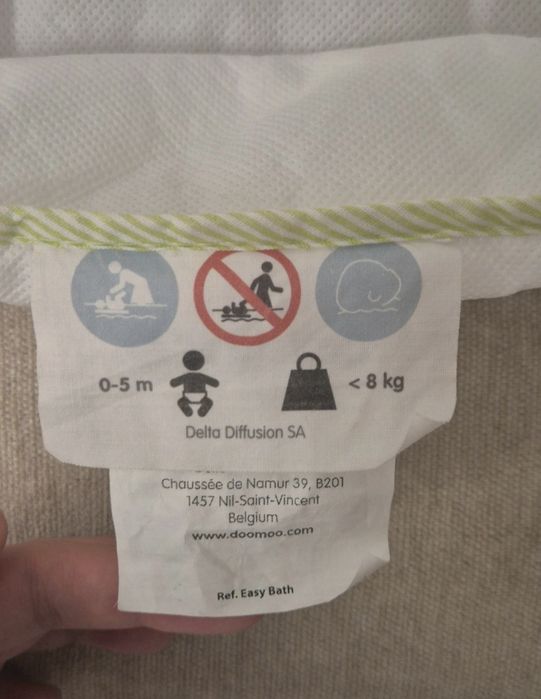 0-5 m
< 8 kg
Delta Diffusion SA
Chaussée de Namur 39, B201
1457 Nil-Saint-Vincent
Belgium
www.doomoo.com
Ref. Easy Bath